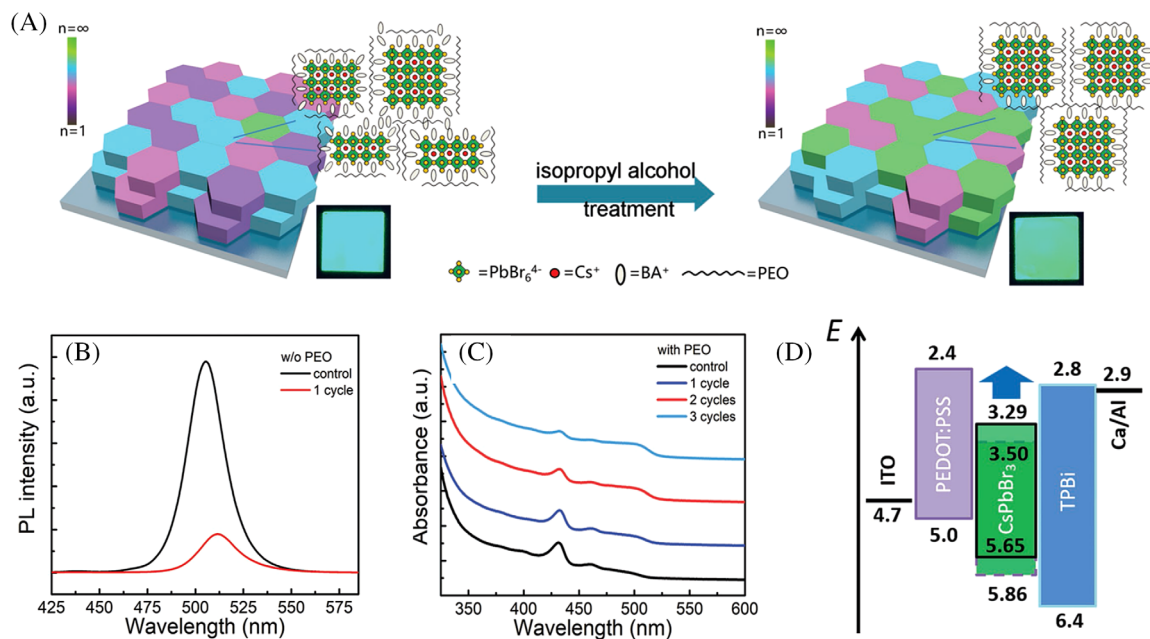 (A)
n=∞
n=1
isopropyl alcohol
treatment
n=∞
n=1
=PbBr₆⁴⁻ =Cs⁺ =BA⁺ =PEO
(B)
w/o PEO
control
1 cycle
PL intensity (a.u.)
425 450 475 500 525 550 575
Wavelength (nm)
(C)
with PEO
control
1 cycle
2 cycles
3 cycles
Absorbance (a.u.)
350 400 450 500 550 600
Wavelength (nm)
(D)
E
ITO
4.7
2.4
PEDOT:PSS
5.0
3.29
3.50
CsPbBr₃
5.65
5.86
2.8
TPBi
6.4
2.9
Ca/Al